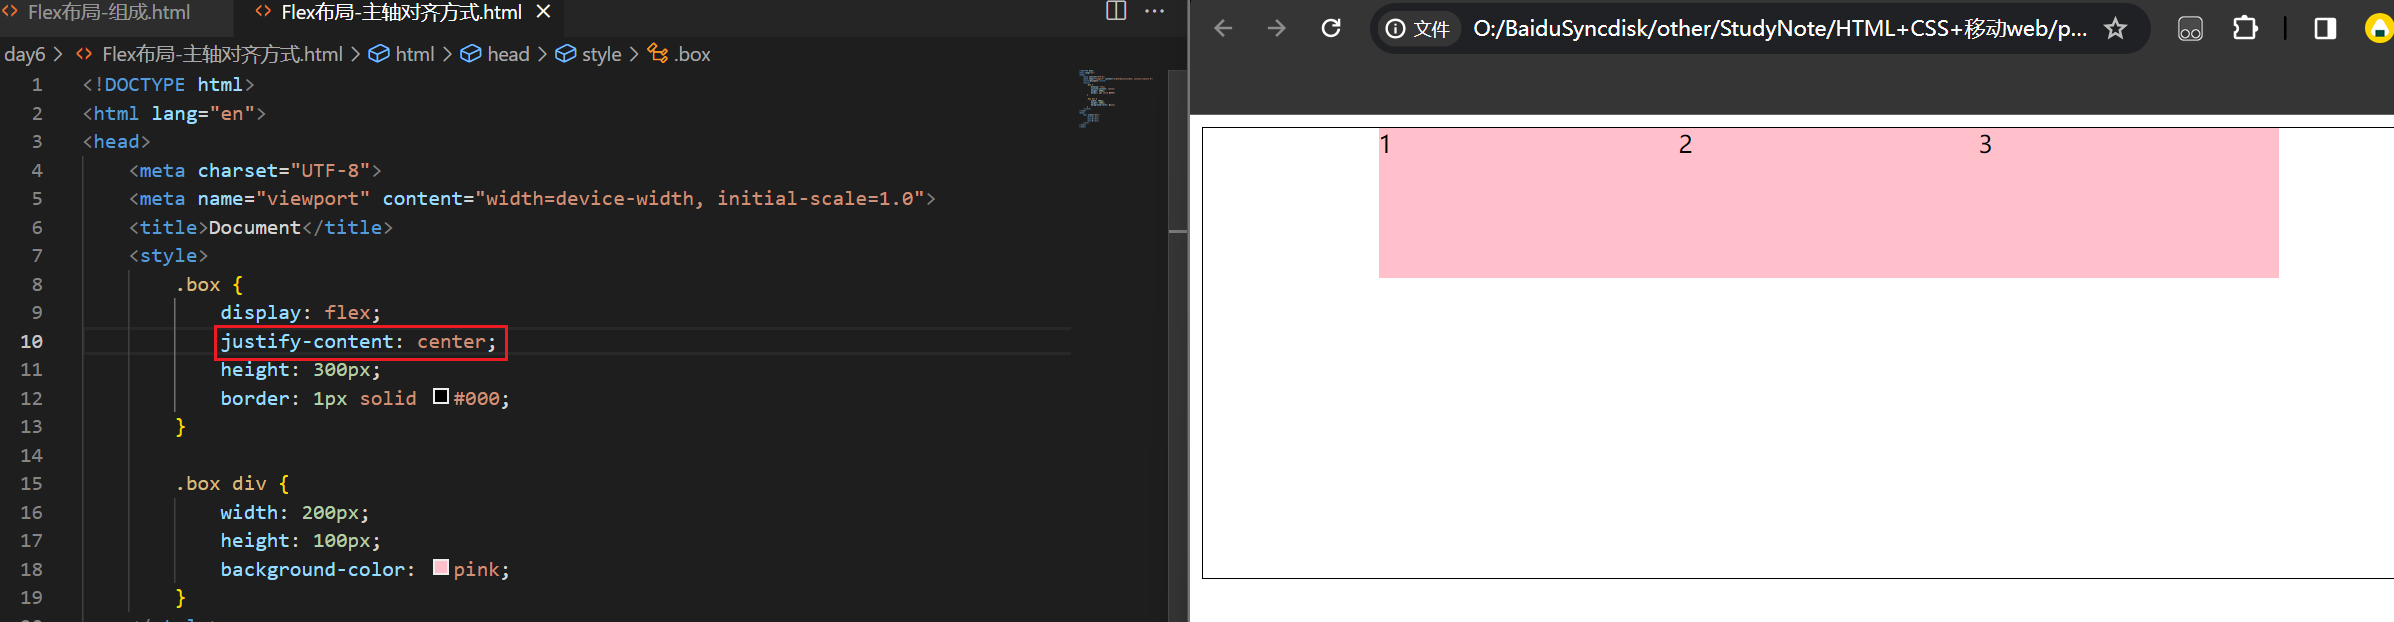 Flex布局-组成.html
Flex布局-主轴对齐方式.html
day6 > Flex布局-主轴对齐方式.html > html > head > style > .box
1 <!DOCTYPE html>
2 <html lang="en">
3 <head>
4 <meta charset="UTF-8">
5 <meta name="viewport" content="width=device-width, initial-scale=1.0">
6 <title>Document</title>
7 <style>
8 .box {
9 display: flex;
10 justify-content: center;
11 height: 300px;
12 border: 1px solid #000;
13 }
14
15 .box div {
16 width: 200px;
17 height: 100px;
18 background-color: pink;
19 }
文件 O:/BaiduSyncdisk/other/StudyNote/HTML+CSS+移动web/p...
1 2 3